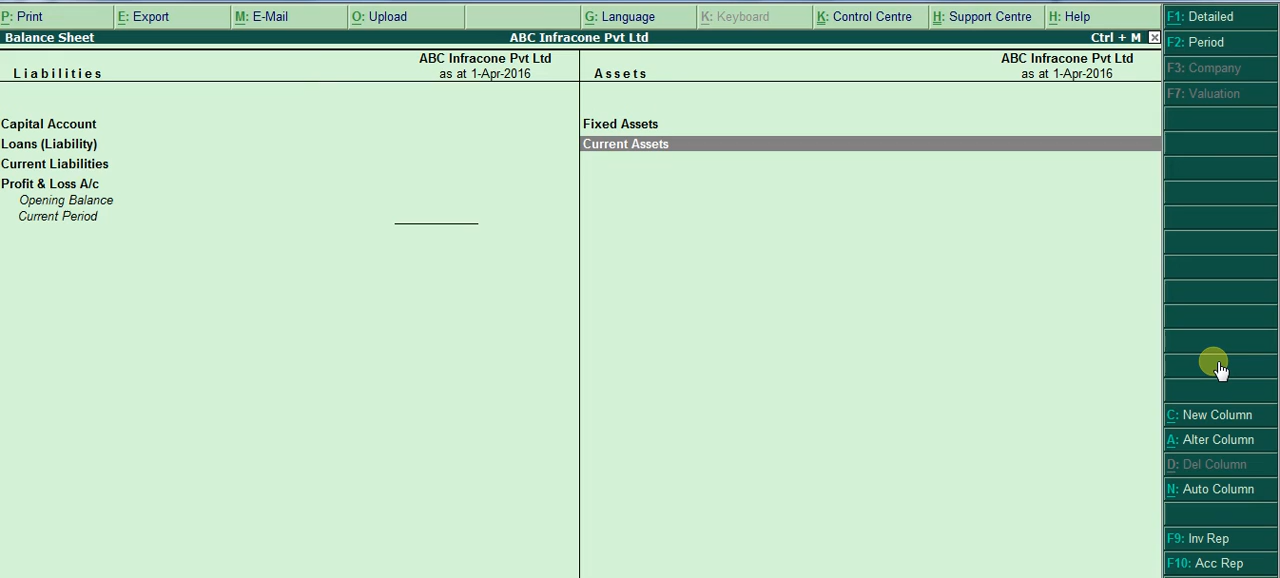 P: Print E: Export M: E-Mail O: Upload G: Language K: Keyboard K: Control Centre H: Support Centre H: Help
Balance Sheet ABC Infracone Pvt Ltd Ctrl + M
Liabilities ABC Infracone Pvt Ltd
as at 1-Apr-2016
Assets ABC Infracone Pvt Ltd
as at 1-Apr-2016
Capital Account
Loans (Liability)
Current Liabilities
Profit & Loss A/c
Opening Balance
Current Period
Fixed Assets
Current Assets
F1: Detailed
F2: Period
F3: Company
F7: Valuation
C: New Column
A: Alter Column
D: Del Column
N: Auto Column
F9: Inv Rep
F10: Acc Rep